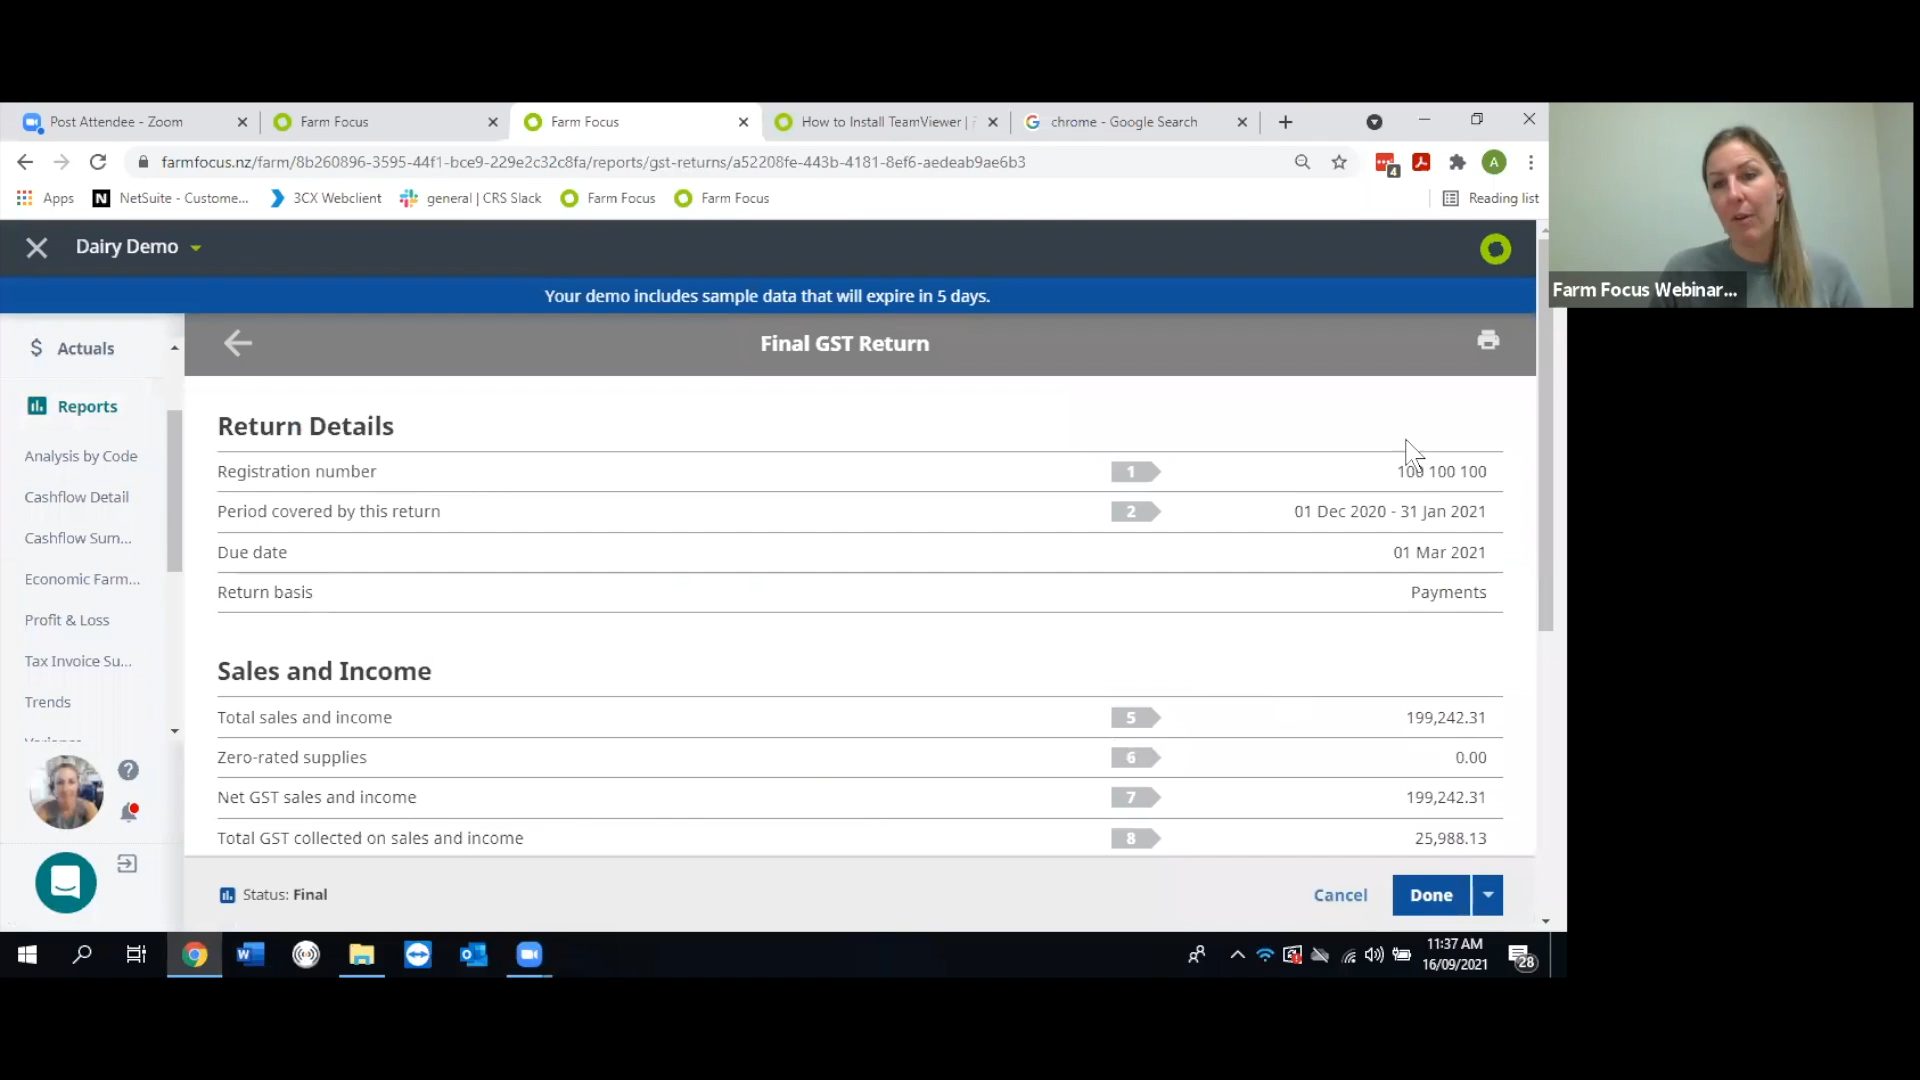 Post Attendee - Zoom
Farm Focus
Farm Focus
How to Install TeamViewer |
chrome - Google Search
farmfocus.nz/farm/8b260896-3595-44f1-bce9-229e2c32c8fa/reports/gst-returns/a52208fe-443b-4181-8ef6-aedeab9ae6b3
4
A
Apps
NetSuite - Custome...
3CX Webclient
general | CRS Slack
Farm Focus
Farm Focus
Reading list
Farm Focus Webinar...
Dairy Demo
Your demo includes sample data that will expire in 5 days.
Actuals
Reports
Analysis by Code
Cashflow Detail
Cashflow Sum...
Economic Farm...
Profit & Loss
Tax Invoice Su...
Trends
Final GST Return
Return Details
Registration number 1 100 100 100
Period covered by this return 2 01 Dec 2020 - 31 Jan 2021
Due date 01 Mar 2021
Return basis Payments
Sales and Income
Total sales and income 5 199,242.31
Zero-rated supplies 6 0.00
Net GST sales and income 7 199,242.31
Total GST collected on sales and income 8 25,988.13
Status: Final
Cancel
Done
11:37 AM
16/09/2021
28